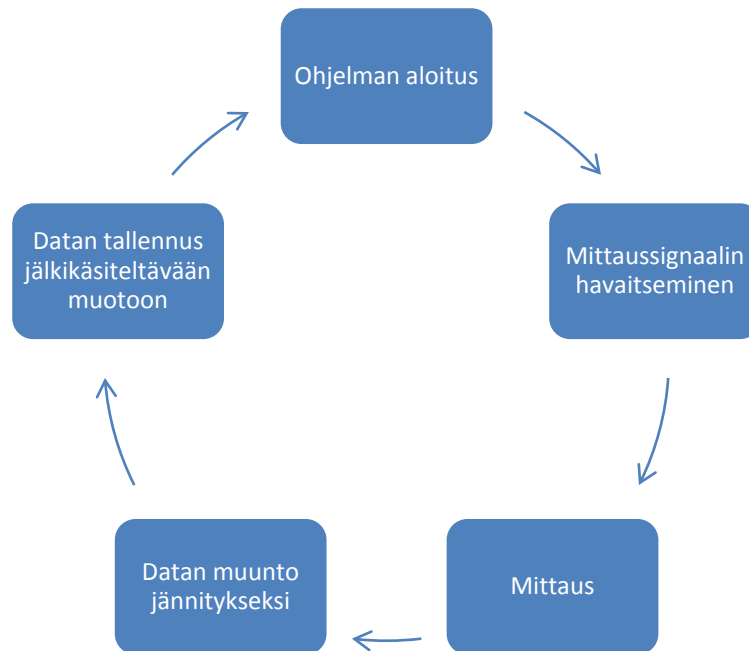 Ohjelman aloitus
Mittaussignaalin
havaitseminen
Mittaus
Datan muunto
jännitykseksi
Datan tallennus
jälkikäsiteltävään
muotoon